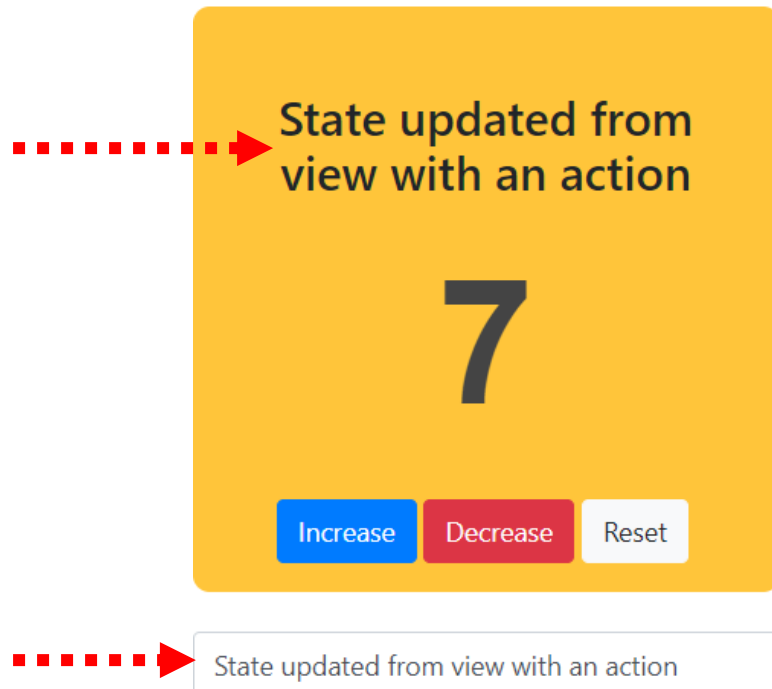 State updated from
view with an action
7
Increase Decrease Reset
State updated from view with an action